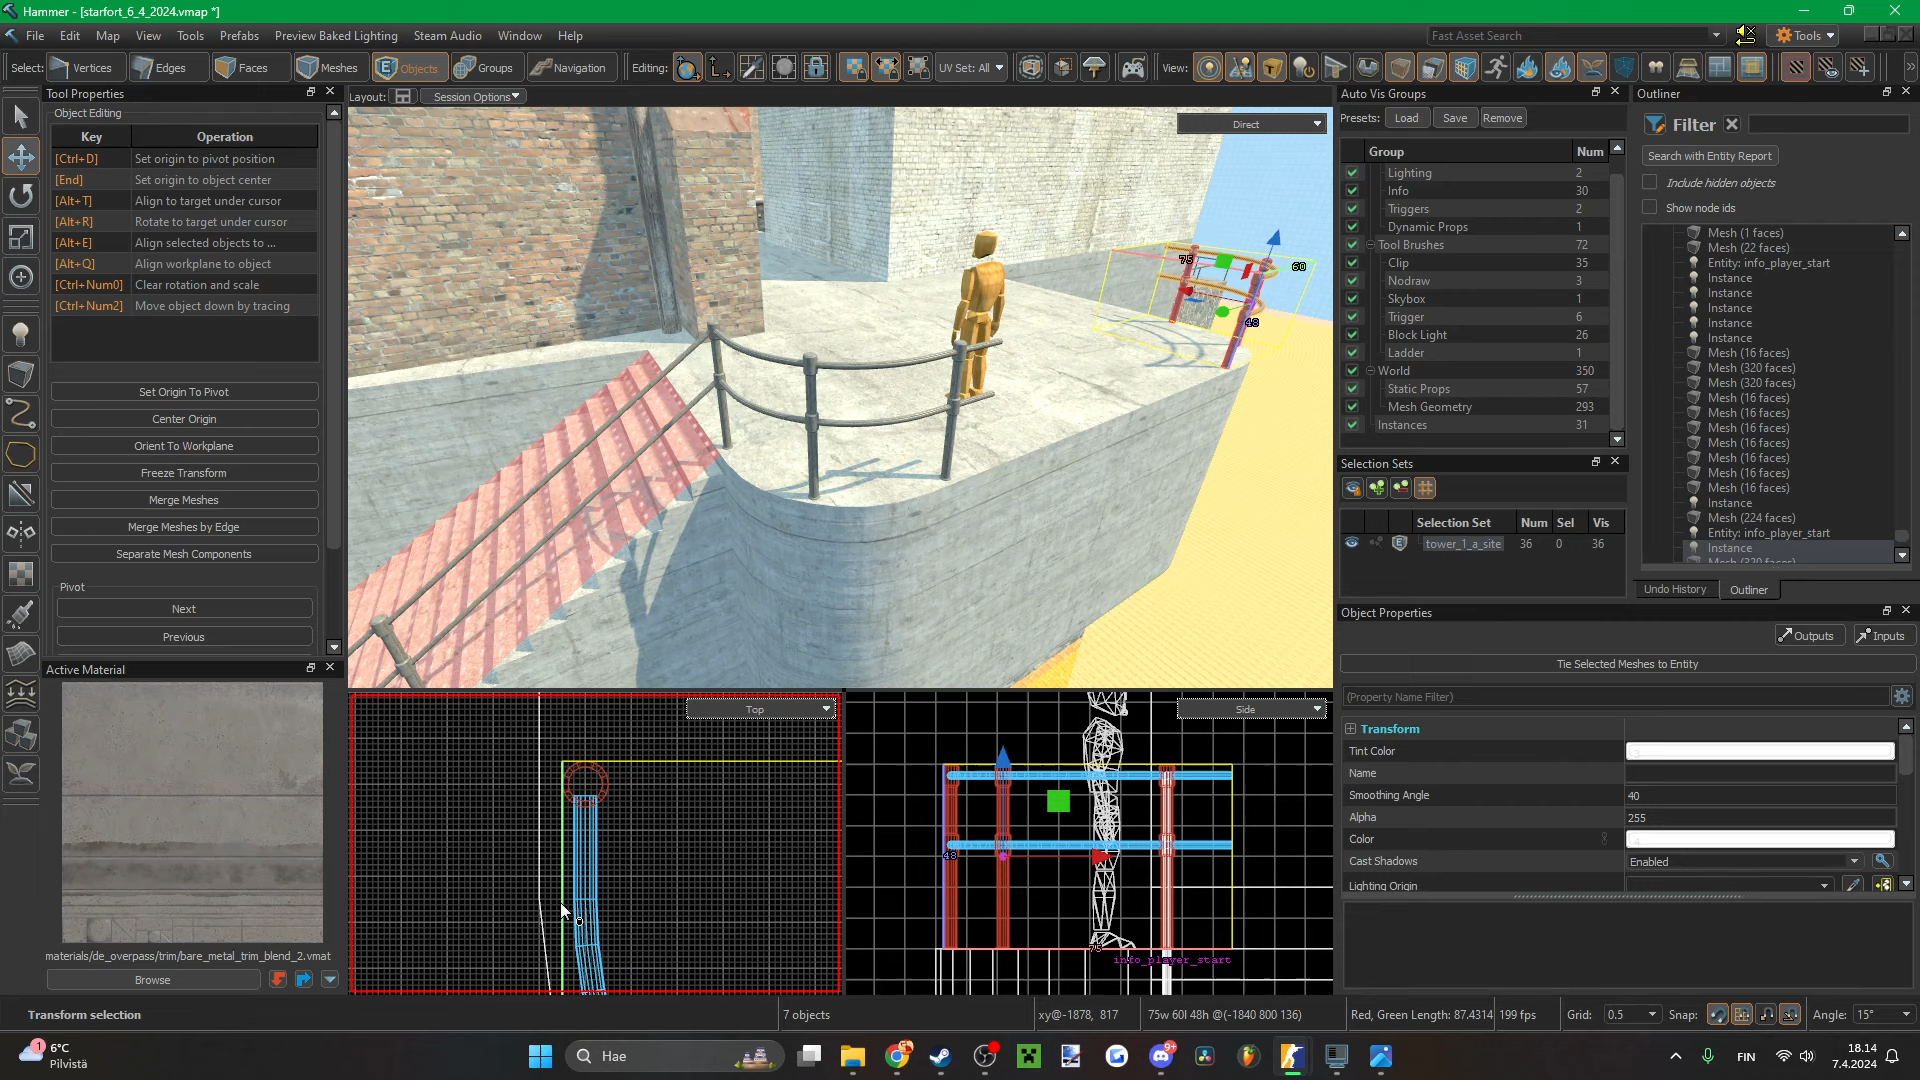 Hammer - [starfort_6_4_2024.vmap *]
File Edit Map View Tools Prefabs Preview Baked Lighting Steam Audio Window Help
Fast Asset Search
Tools
Select: Vertices Edges Faces Meshes Objects Groups Navigation Editing: UV Set: All View:
Tool Properties
Object Editing
Key Operation
[Ctrl+D] Set origin to pivot position
[End] Set origin to object center
[Alt+T] Align to target under cursor
[Alt+R] Rotate to target under cursor
[Alt+E] Align selected objects to ...
[Alt+Q] Align workplane to object
[Ctrl+Num0] Clear rotation and scale
[Ctrl+Num2] Move object down by tracing
Set Origin To Pivot
Center Origin
Orient To Workplane
Freeze Transform
Merge Meshes
Merge Meshes by Edge
Separate Mesh Components
Pivot
Next
Previous
Active Material
materials/de_overpass/trim/bare_metal_trim_blend_2.vmat
Browse
Layout: Session Options
Direct
75
60
48
Top
Side
48
75
info_player_start
Auto Vis Groups
Presets: Load Save Remove
Group Num
Lighting 2
Info 30
Triggers 2
Dynamic Props 1
Tool Brushes 72
Clip 35
Nodraw 3
Skybox 1
Trigger 6
Block Light 26
Ladder 1
World 350
Static Props 57
Mesh Geometry 293
Instances 31
Selection Sets
Selection Set Num Sel Vis
tower_1_a_site 36 0 36
Outliner
Filter
Search with Entity Report
Include hidden objects
Show node ids
Mesh (1 faces)
Mesh (22 faces)
Entity: info_player_start
Instance
Instance
Instance
Instance
Instance
Mesh (16 faces)
Mesh (320 faces)
Mesh (320 faces)
Mesh (16 faces)
Mesh (16 faces)
Mesh (16 faces)
Mesh (16 faces)
Mesh (16 faces)
Mesh (16 faces)
Mesh (16 faces)
Instance
Mesh (224 faces)
Entity: info_player_start
Instance
Mesh (320 faces)
Undo History Outliner
Object Properties
Outputs Inputs
Tie Selected Meshes to Entity
(Property Name Filter)
Transform
Tint Color
Name
Smoothing Angle 40
Alpha 255
Color
Cast Shadows Enabled
Lighting Origin
Transform selection 7 objects xy@-1878, 817 75w 60l 48h @(-1840 800 136) Red, Green Length: 87.4314 199 fps Grid: 0.5 Snap: Angle: 15°
1 6°C
Pilvistä
Hae
9+
FIN
18.14
7.4.2024